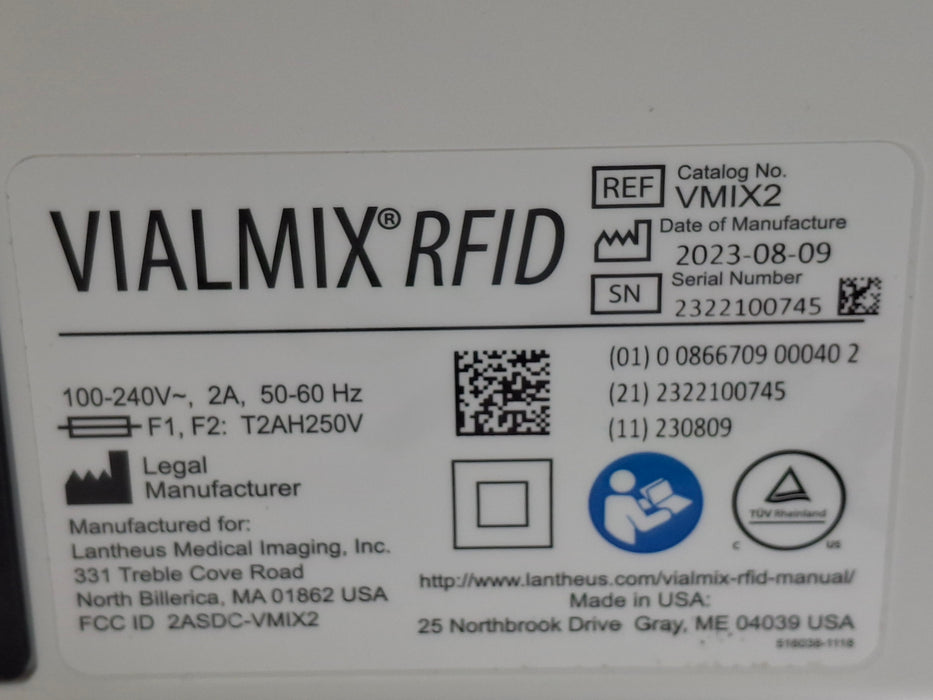 VIALMIX® RFID
REF Catalog No.
VMIX2
Date of Manufacture
2023-08-09
SN Serial Number
2322100745
100-240V~, 2A, 50-60 Hz
F1, F2: T2AH250V
Legal
Manufacturer
Manufactured for:
Lantheus Medical Imaging, Inc.
331 Treble Cove Road
North Billerica, MA 01862 USA
FCC ID 2ASDC-VMIX2
(01) 0 0866709 00040 2
(21) 2322100745
(11) 230809
TÜV Rheinland
C US
http://www.lantheus.com/vialmix-rfid-manual/
Made in USA:
25 Northbrook Drive Gray, ME 04039 USA